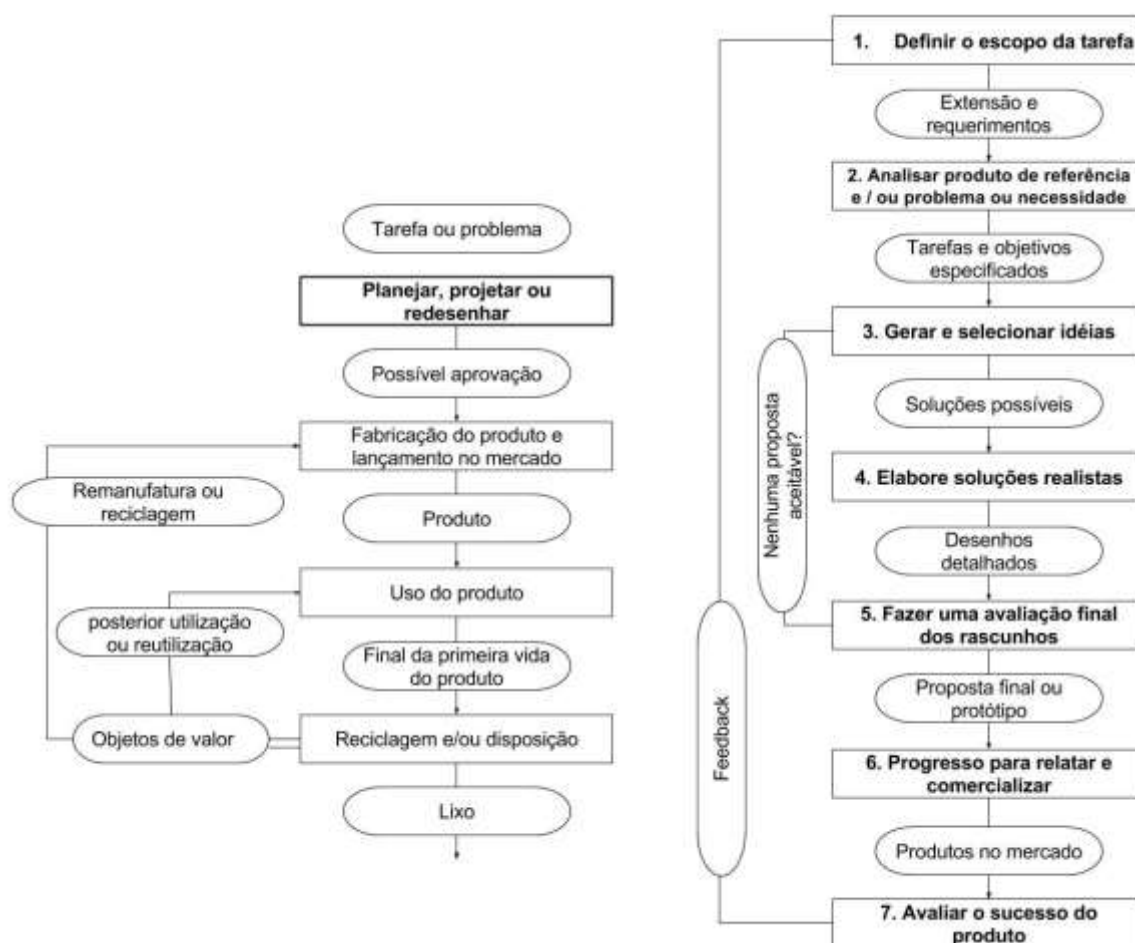 Tarefa ou problema
Planejar, projetar ou
redesenhar
Possível aprovação
Fabricação do produto e
lançamento no mercado
Remanufatura ou
reciclagem
Produto
Uso do produto
posterior utilização
ou reutilização
Final da primeira vida
do produto
Objetos de valor
Reciclagem e/ou disposição
Lixo
1. Definir o escopo da tarefa
Extensão e
requerimentos
2. Analisar produto de referência
e / ou problema ou necessidade
Tarefas e objetivos
especificados
3. Gerar e selecionar idéias
Nenhuma proposta
aceitável?
Soluções possíveis
4. Elabore soluções realistas
Desenhos
detalhados
5. Fazer uma avaliação final
dos rascunhos
Proposta final ou
protótipo
Feedback
6. Progresso para relatar e
comercializar
Produtos no mercado
7. Avaliar o sucesso do
produto